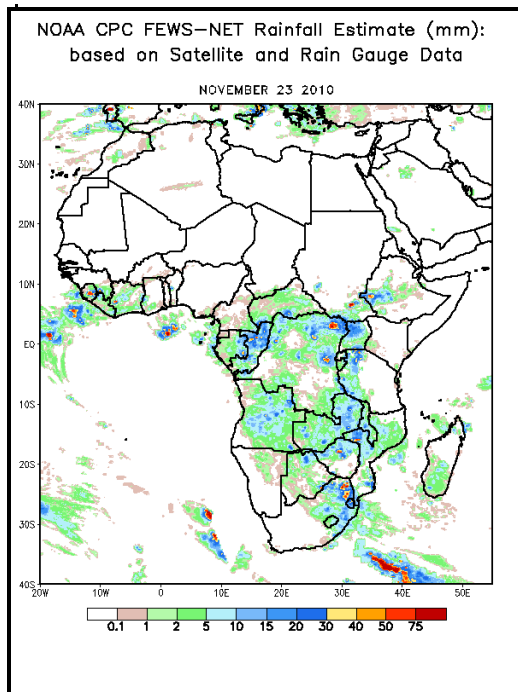 NOAA CPC FEWS-NET Rainfall Estimate (mm):
based on Satellite and Rain Gauge Data
NOVEMBER 23 2010
40N
30N
20N
10N
EQ
10S
20S
30S
40S
20W 10W 0 10E 20E 30E 40E 50E
0.1 1 2 5 10 15 20 30 40 50 75